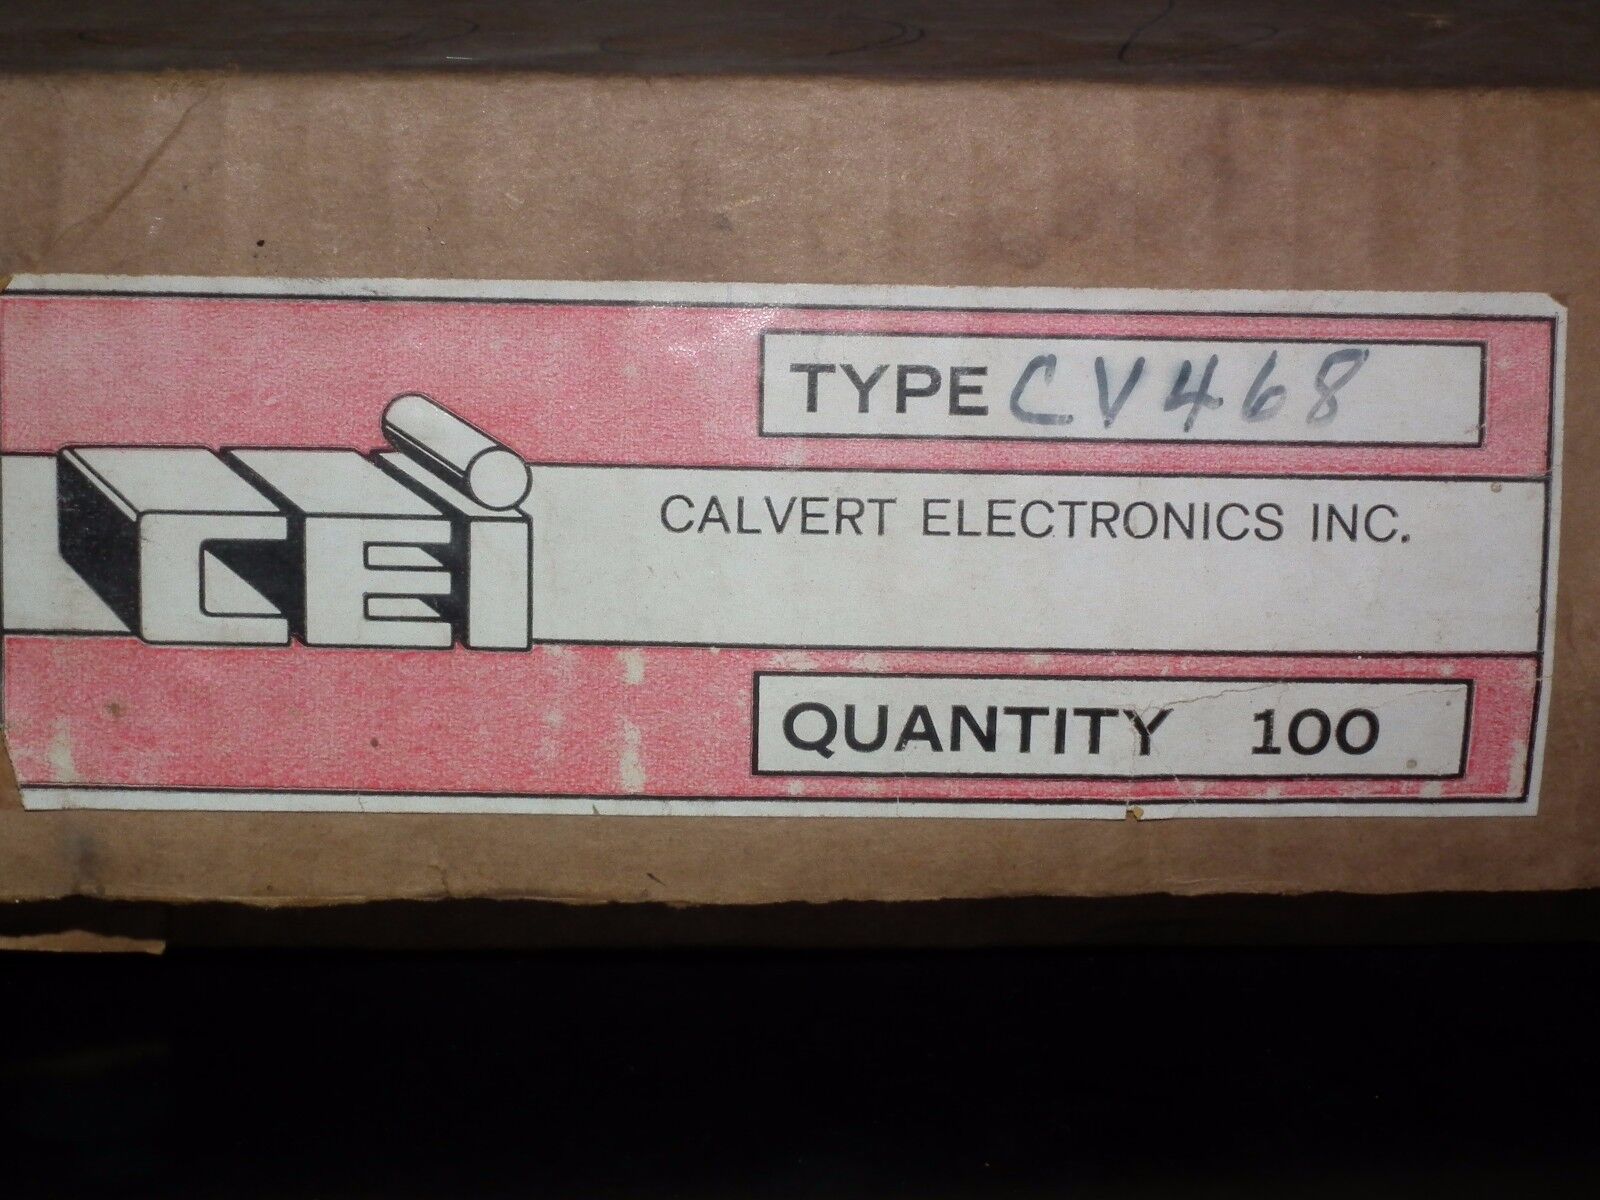 TYPE CV468
CEi
CALVERT ELECTRONICS INC.
QUANTITY 100